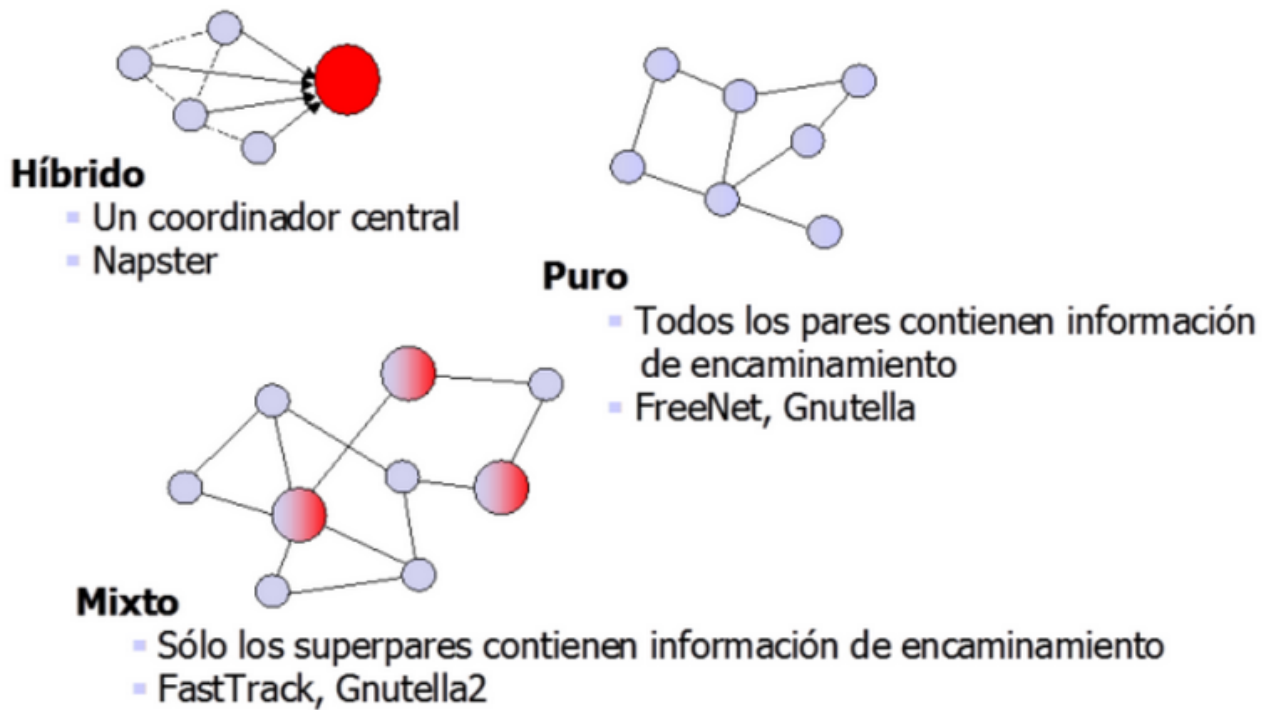 Híbrido
Un coordinador central
Napster
Puro
Todos los pares contienen información
de encaminamiento
FreeNet, Gnutella
Mixto
Sólo los superpares contienen información de encaminamiento
FastTrack, Gnutella2